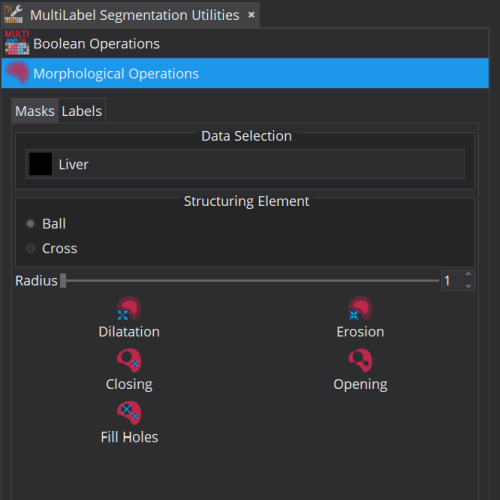 MultiLabel Segmentation Utilities ×
MULTI
Boolean Operations
Morphological Operations
Masks Labels
Data Selection
Liver
Structuring Element
Ball
Cross
Radius 1
Dilatation Erosion
Closing Opening
Fill Holes